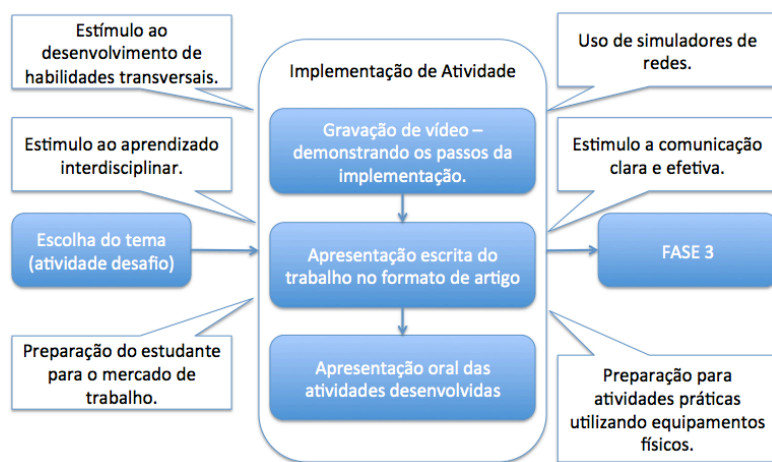 Estímulo ao
desenvolvimento de
habilidades transversais.
Estimulo ao aprendizado
interdisciplinar.
Escolha do tema
(atividade desafio)
Preparação do estudante
para o mercado de
trabalho.
Implementação de Atividade
Gravação de vídeo –
demonstrando os passos da
implementação.
Apresentação escrita do
trabalho no formato de artigo
Apresentação oral das
atividades desenvolvidas
Uso de simuladores de
redes.
Estimulo a comunicação
clara e efetiva.
FASE 3
Preparação para
atividades práticas
utilizando equipamentos
físicos.